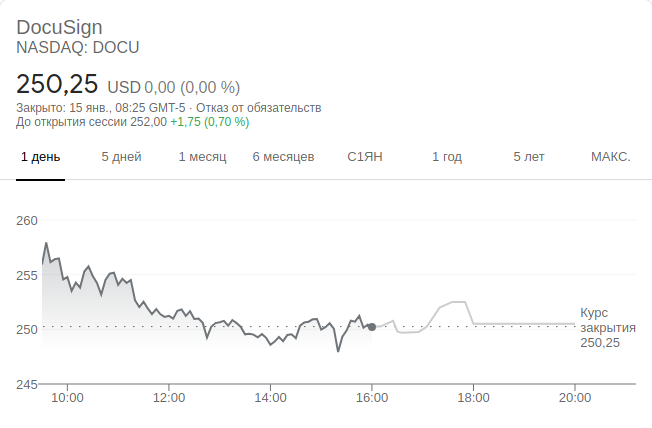 DocuSign
NASDAQ: DOCU
250,25 USD 0,00 (0,00 %)
Закрыто: 15 янв., 08:25 GMT-5 · Отказ от обязательств
До открытия сессии 252,00 +1,75 (0,70 %)
1 день 5 дней 1 месяц 6 месяцев С1ЯН 1 год 5 лет МАКС.
260
255
250
245
Курс
закрытия
250,25
10:00 12:00 14:00 16:00 18:00 20:00